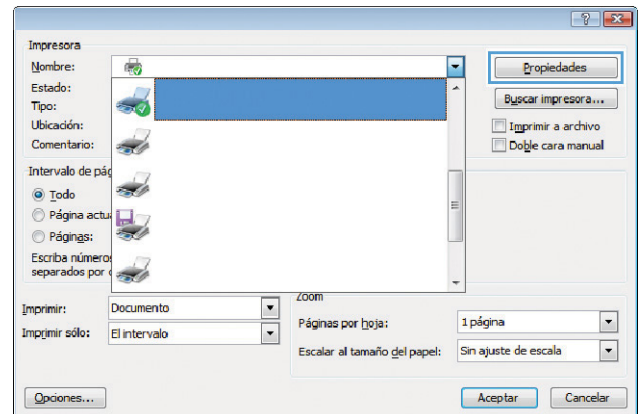 Impresora
Nombre:
Propiedades
Estado:
Tipo:
Buscar impresora...
Ubicación:
Imprimir a archivo
Comentario:
Doble cara manual
Intervalo de pág
Todo
Página actu
Páginas:
Escriba números
separados por
Imprimir:
Documento
Imprimir sólo:
El intervalo
Zoom
Páginas por hoja:
1 página
Escalar al tamaño del papel:
Sin ajuste de escala
Opciones...
Aceptar
Cancelar